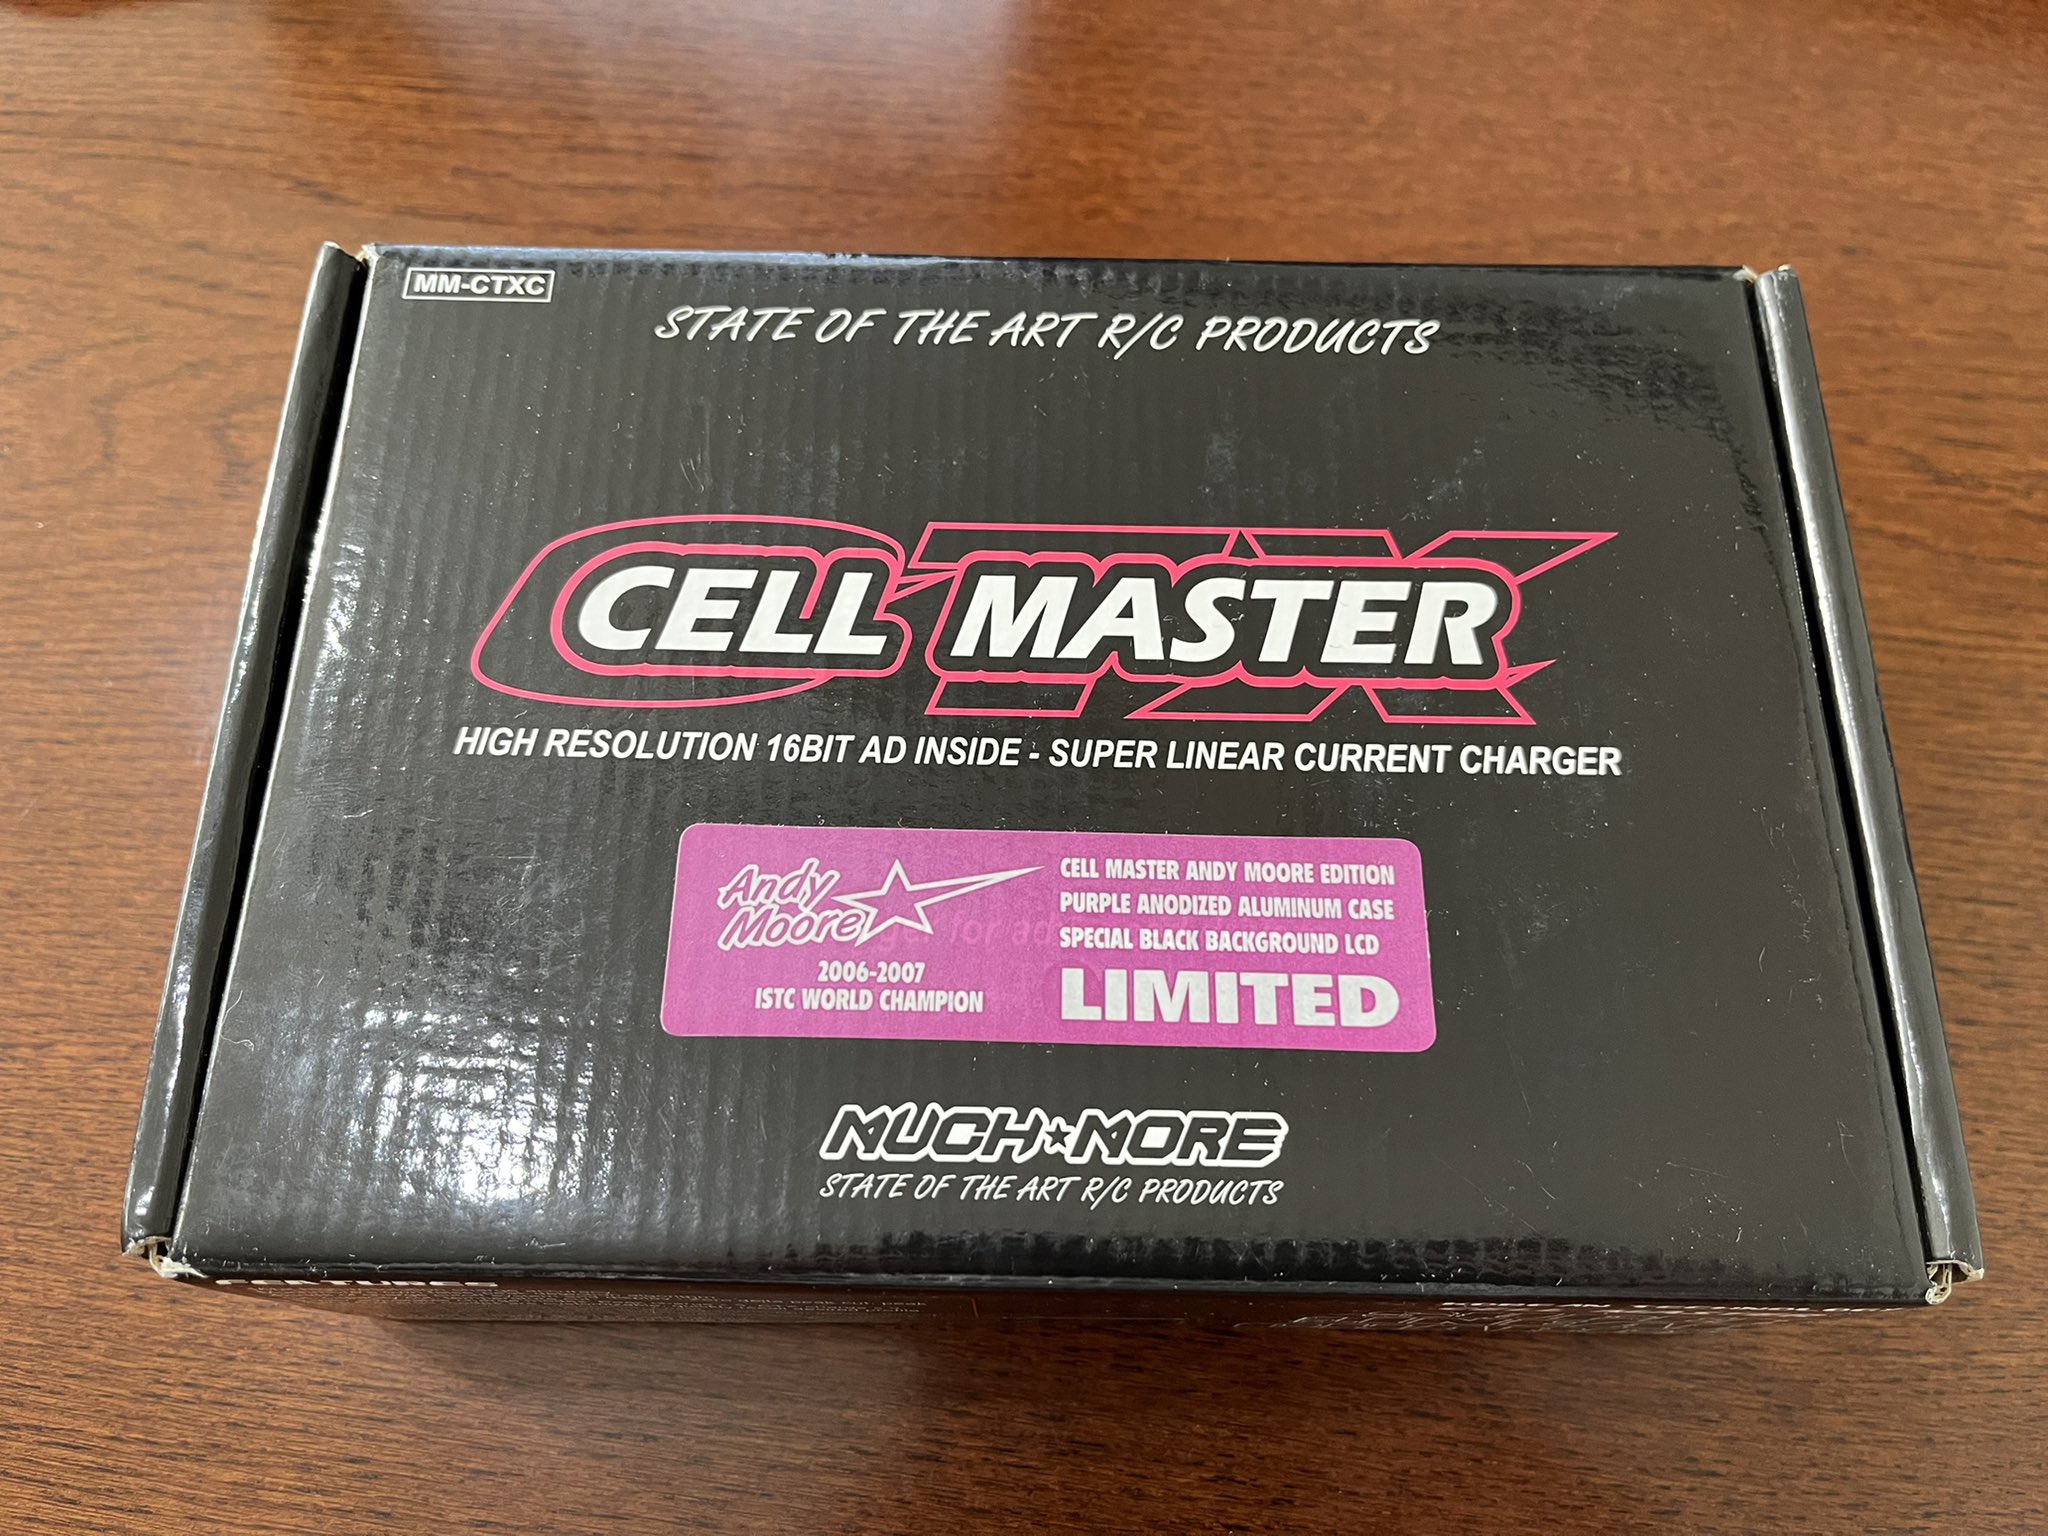 MM-CTXC
STATE OF THE ART R/C PRODUCTS
CTX
CELL MASTER
HIGH RESOLUTION 16BIT AD INSIDE - SUPER LINEAR CURRENT CHARGER
Andy
Moore
2006-2007
ISTC WORLD CHAMPION
CELL MASTER ANDY MOORE EDITION
PURPLE ANODIZED ALUMINUM CASE
SPECIAL BLACK BACKGROUND LCD
LIMITED
MUCH★MORE
STATE OF THE ART R/C PRODUCTS
FEATURES